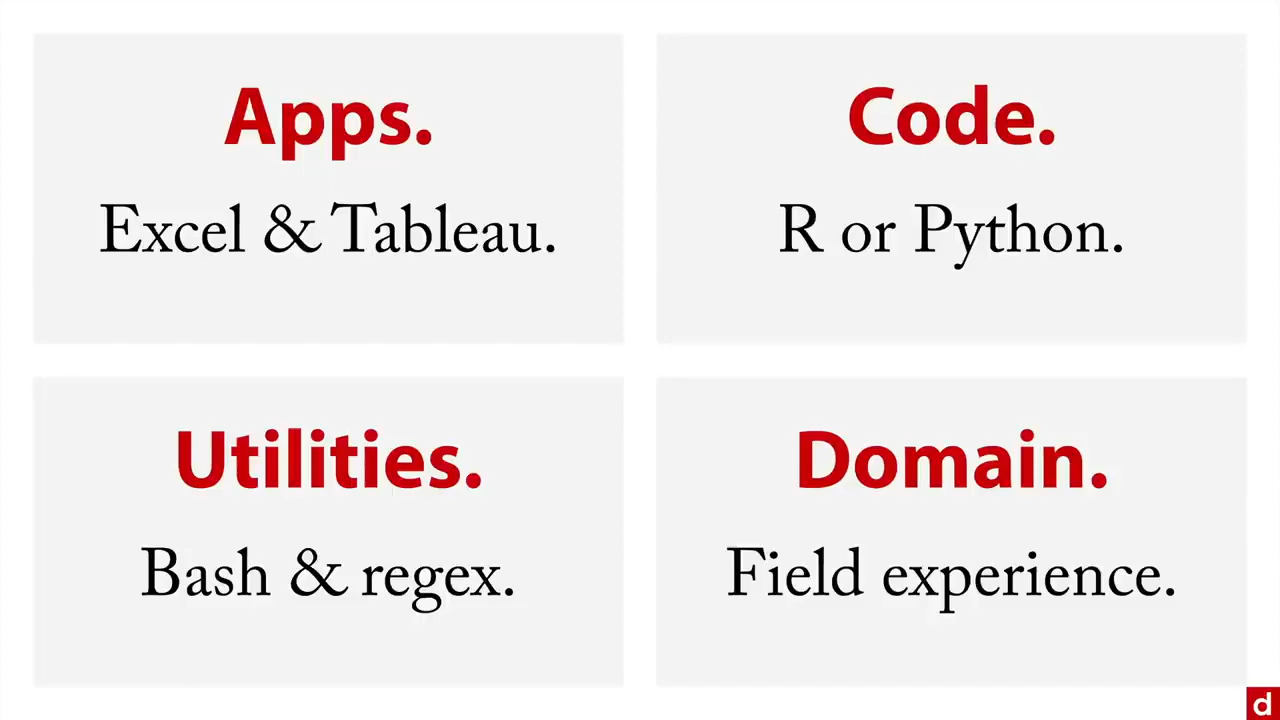 Apps.
Excel & Tableau.
Code.
R or Python.
Utilities.
Bash & regex.
Domain.
Field experience.
d